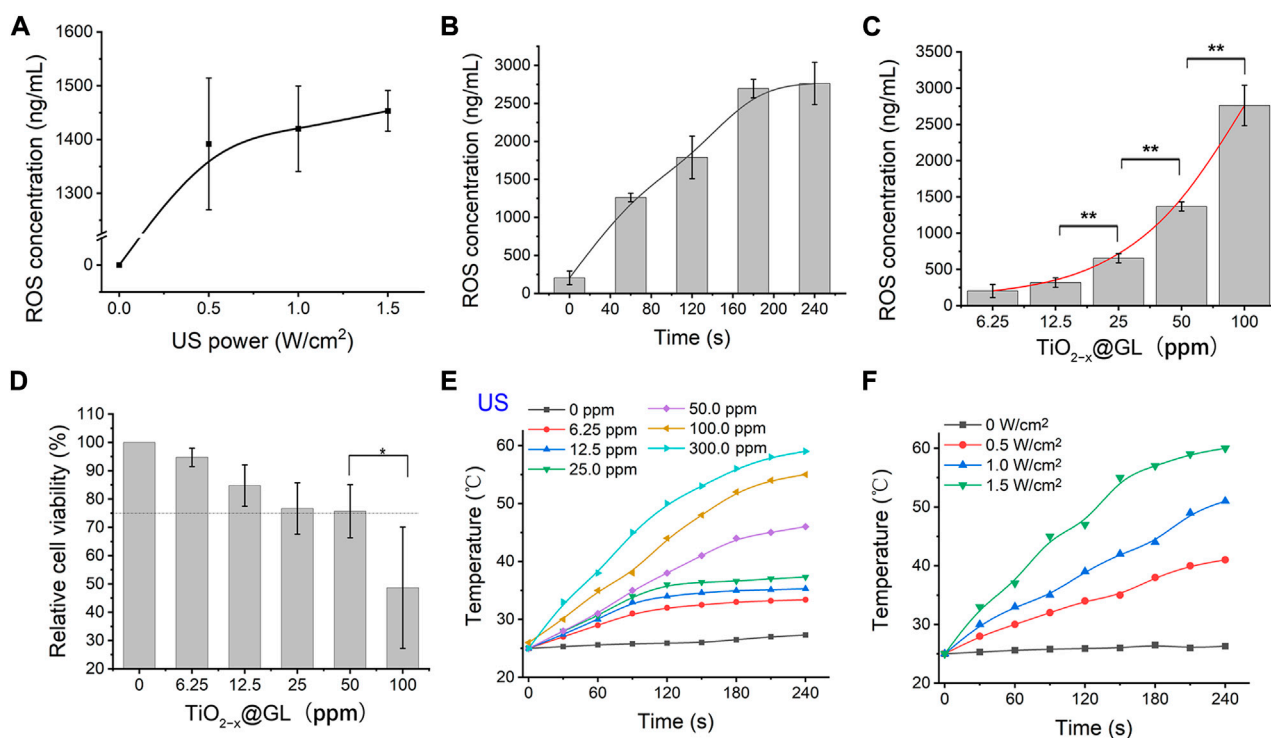 A
ROS concentration (ng/mL)
1600
1500
1400
1300
0
0.0 0.5 1.0 1.5
US power (W/cm²)
B
ROS concentration (ng/mL)
3000
2500
2000
1500
1000
500
0
0 40 80 120 160 200 240
Time (s)
C
ROS concentration (ng/mL)
3500
3000
2500
2000
1500
1000
500
0
**
**
**
6.25 12.5 25 50 100
TiO₂₋ₓ@GL (ppm)
D
Relative cell viability (%)
110
100
90
80
70
60
50
40
30
20
*
0 6.25 12.5 25 50 100
TiO₂₋ₓ@GL (ppm)
E
US
0 ppm
6.25 ppm
12.5 ppm
25.0 ppm
50.0 ppm
100.0 ppm
300.0 ppm
Temperature (℃)
60
50
40
30
20
0 60 120 180 240
Time (s)
F
0 W/cm²
0.5 W/cm²
1.0 W/cm²
1.5 W/cm²
Temperature (℃)
60
50
40
30
20
0 60 120 180 240
Time (s)